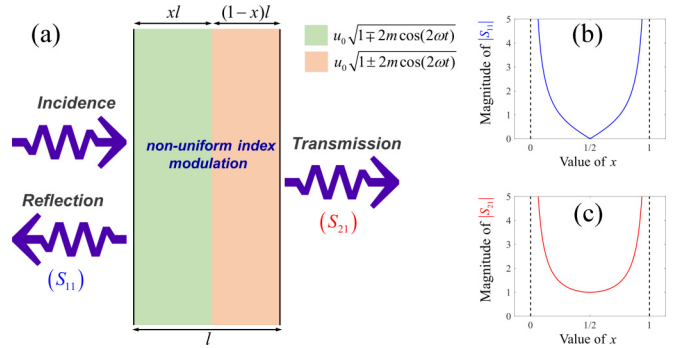 (a)
xl
(1−x)l
u₀√1∓2m cos(2ωt)
u₀√1±2m cos(2ωt)
Incidence
non-uniform index
modulation
Transmission
(S₂₁)
Reflection
(S₁₁)
l
(b)
Magnitude of |S₁₁|
5
4
3
2
1
0
0
1/2
1
Value of x
(c)
Magnitude of |S₂₁|
5
4
3
2
1
0
0
1/2
1
Value of x